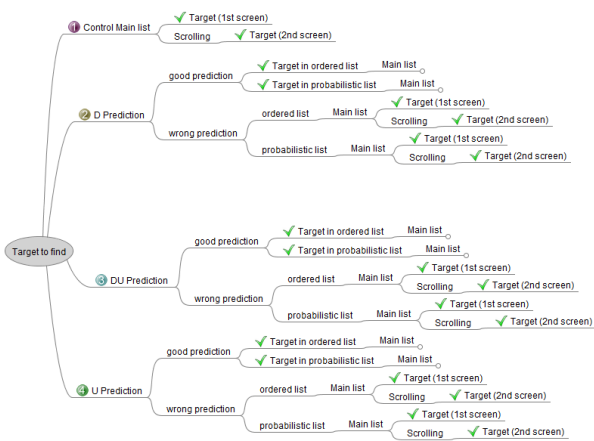 1 Control Main list
Target (1st screen)
Scrolling
Target (2nd screen)
2 D Prediction
good prediction
Target in ordered list
Main list
Target in probabilistic list
Main list
wrong prediction
ordered list
Main list
Target (1st screen)
Scrolling
Target (2nd screen)
probabilistic list
Main list
Target (1st screen)
Scrolling
Target (2nd screen)
Target to find
3 DU Prediction
good prediction
Target in ordered list
Main list
Target in probabilistic list
Main list
wrong prediction
ordered list
Main list
Target (1st screen)
Scrolling
Target (2nd screen)
probabilistic list
Main list
Target (1st screen)
Scrolling
Target (2nd screen)
4 U Prediction
good prediction
Target in ordered list
Main list
Target in probabilistic list
Main list
wrong prediction
ordered list
Main list
Target (1st screen)
Scrolling
Target (2nd screen)
probabilistic list
Main list
Target (1st screen)
Scrolling
Target (2nd screen)